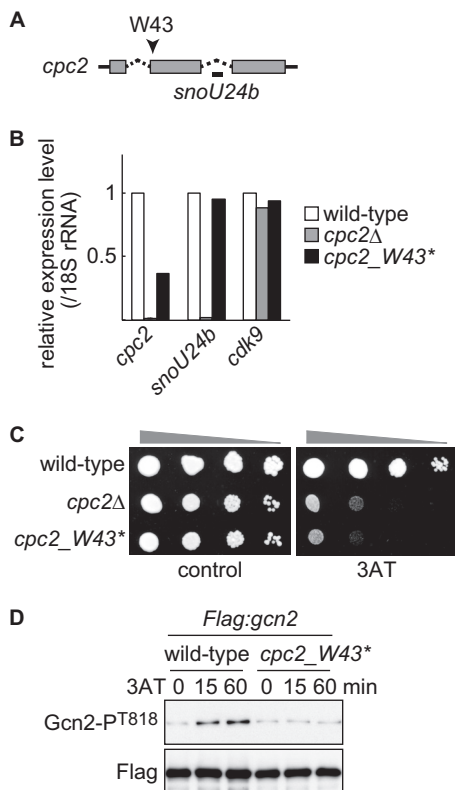 A
W43
cpc2
snoU24b
B
relative expression level
(/18S rRNA)
1
0.5
cpc2
snoU24b
cdk9
wild-type
cpc2Δ
cpc2_W43*
C
wild-type
cpc2Δ
cpc2_W43*
control 3AT
D
Flag:gcn2
wild-type cpc2_W43*
3AT 0 15 60 0 15 60 min
Gcn2-P^T818
Flag